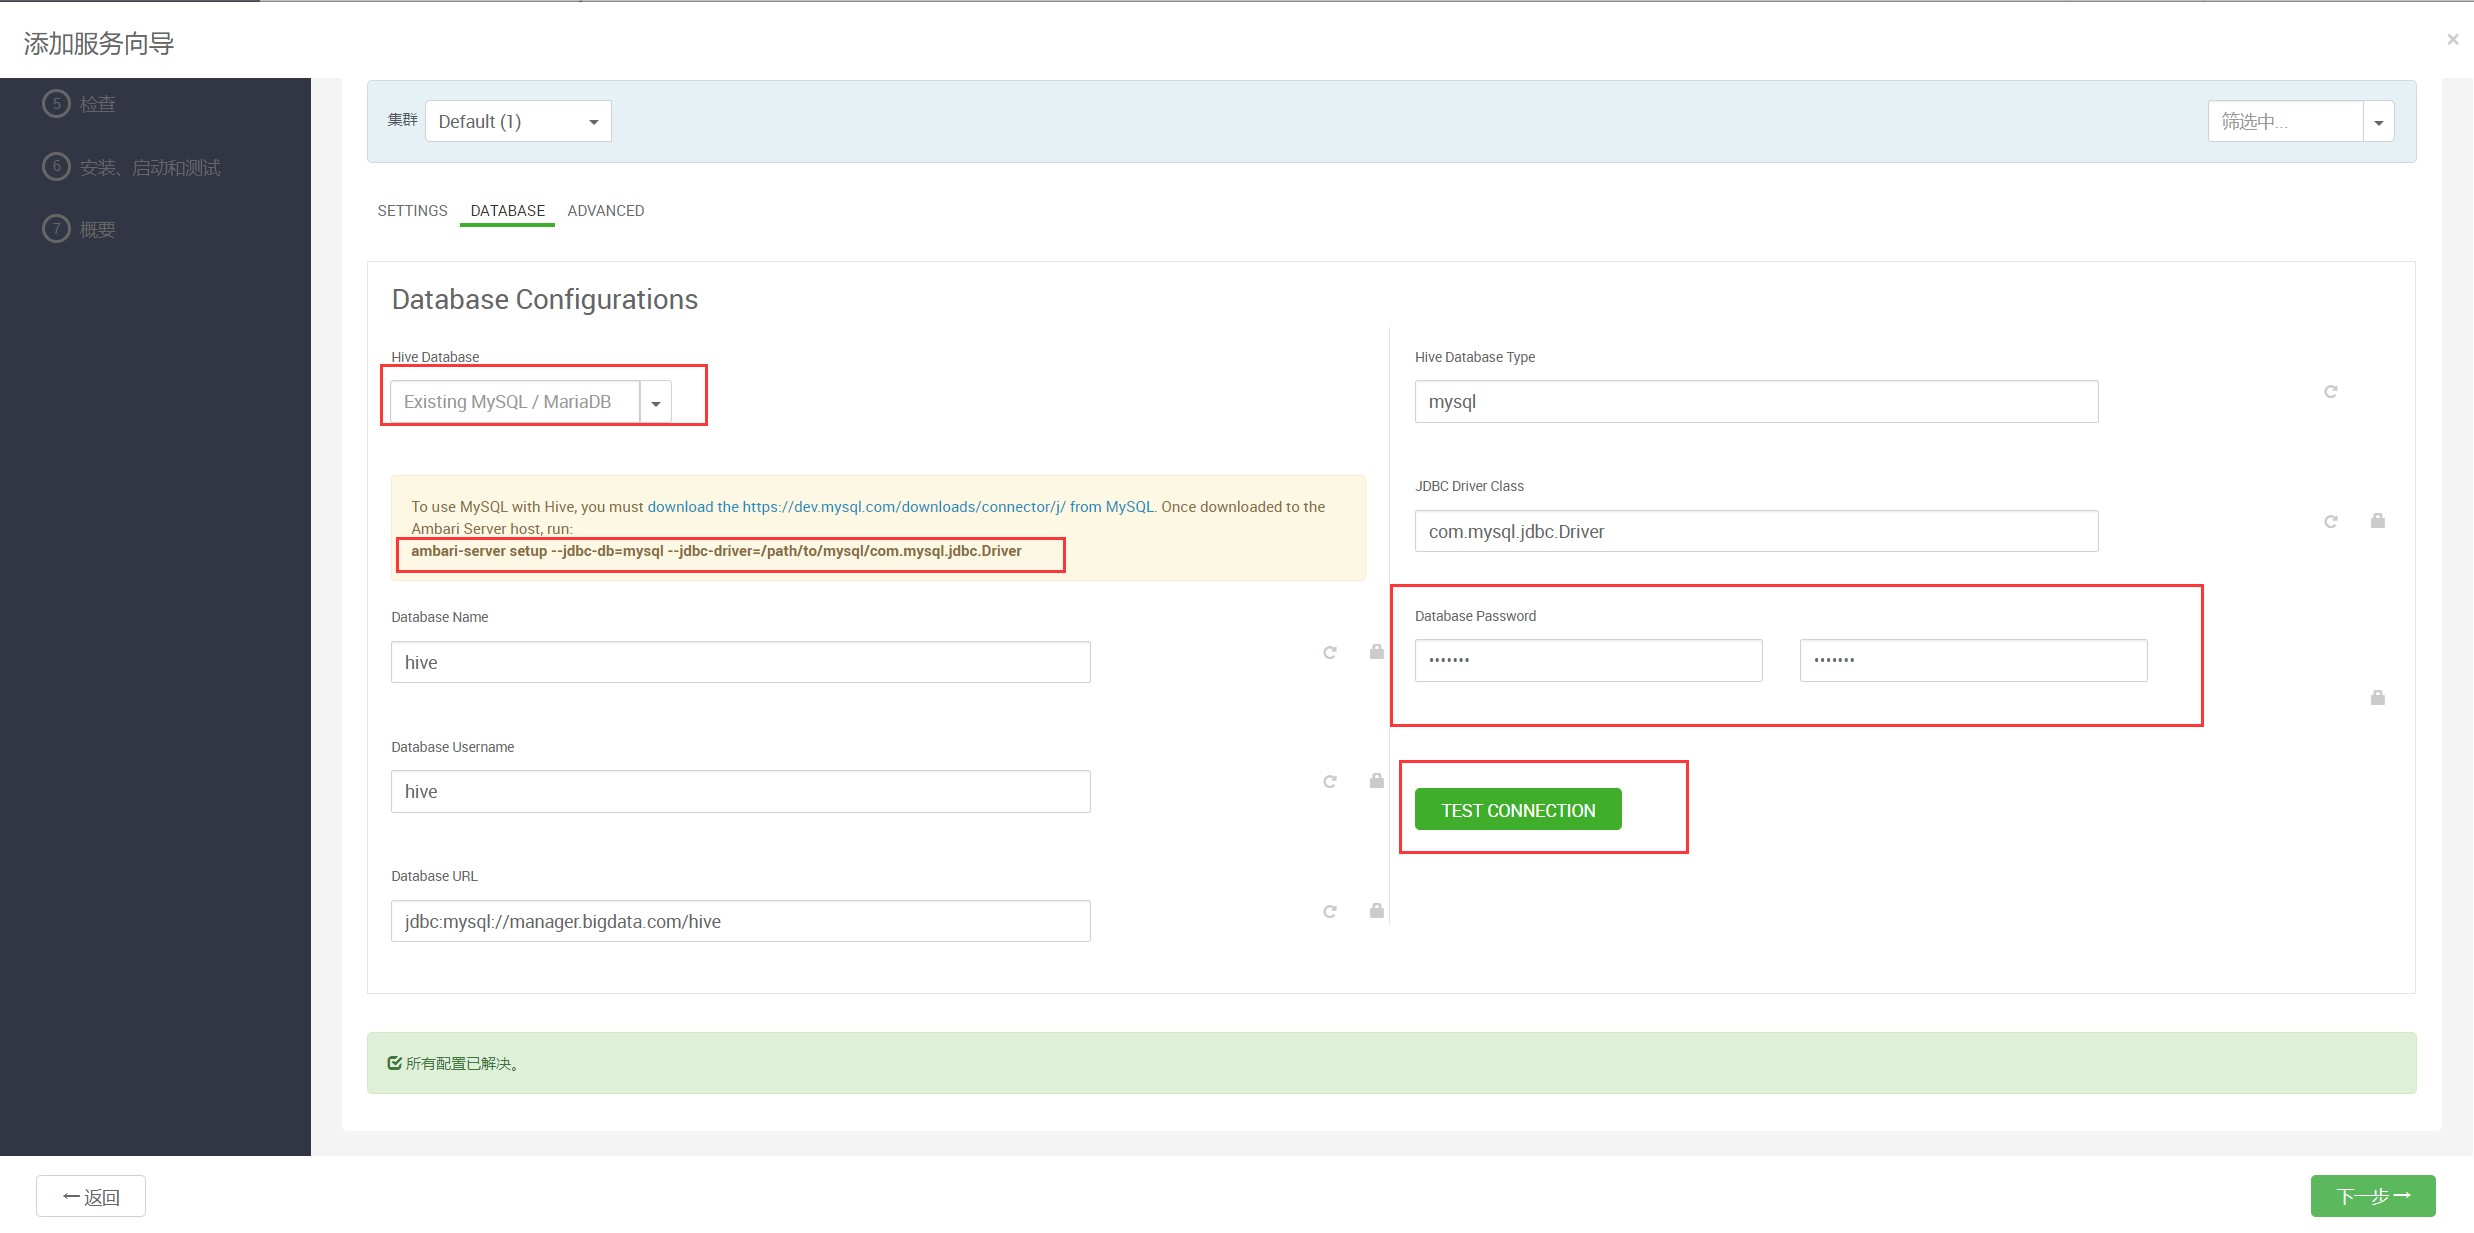 添加服务向导
×
5 检查
6 安装、启动和测试
7 概要
集群 Default (1)
筛选中...
SETTINGS DATABASE ADVANCED
Database Configurations
Hive Database
Existing MySQL / MariaDB
To use MySQL with Hive, you must download the https://dev.mysql.com/downloads/connector/j/ from MySQL. Once downloaded to the
Ambari Server host, run:
ambari-server setup --jdbc-db=mysql --jdbc-driver=/path/to/mysql/com.mysql.jdbc.Driver
Database Name
hive
Database Username
hive
Database URL
jdbc:mysql://manager.bigdata.com/hive
Hive Database Type
mysql
JDBC Driver Class
com.mysql.jdbc.Driver
Database Password
••••••• •••••••
TEST CONNECTION
所有配置已解决。
←返回
下一步→